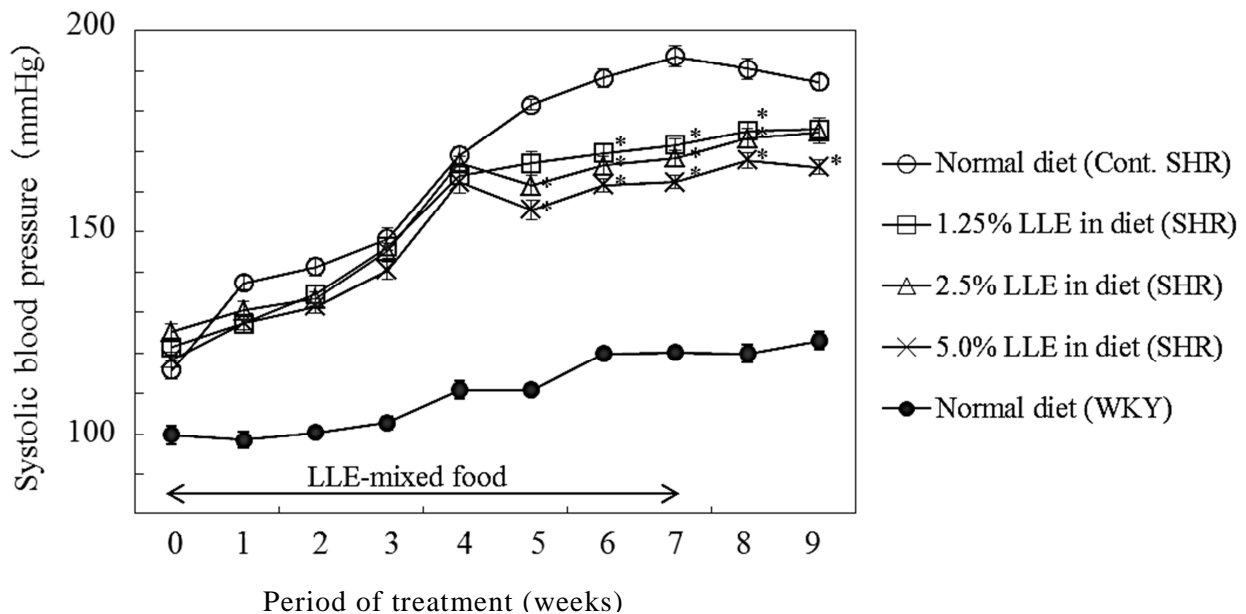 Systolic blood pressure (mmHg)
200
150
100
LLE-mixed food
0 1 2 3 4 5 6 7 8 9
Period of treatment (weeks)
Normal diet (Cont. SHR)
1.25% LLE in diet (SHR)
2.5% LLE in diet (SHR)
5.0% LLE in diet (SHR)
Normal diet (WKY)
* * * * * * * * * * * *